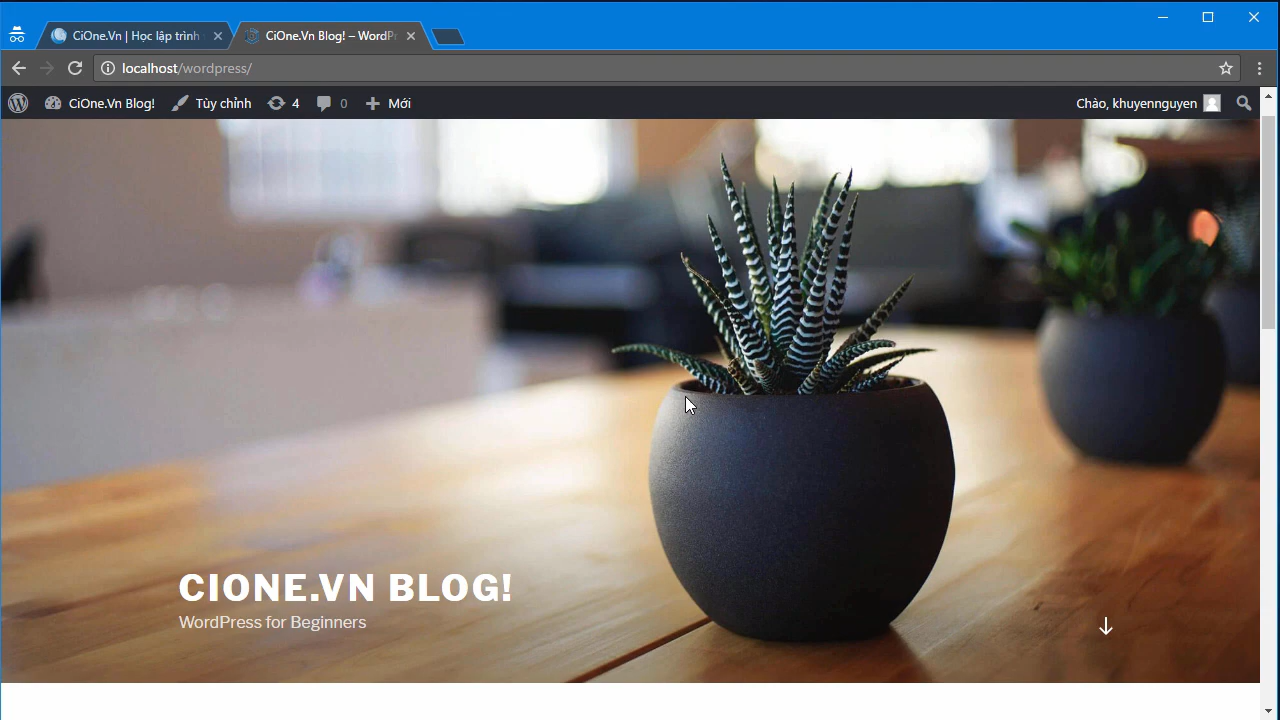 CiOne.Vn | Học lập trình
CiOne.Vn Blog! – WordP
localhost/wordpress/
CiOne.Vn Blog! Tùy chỉnh 4 0 Mới Chào, khuyennguyen
CIONE.VN BLOG!
WordPress for Beginners